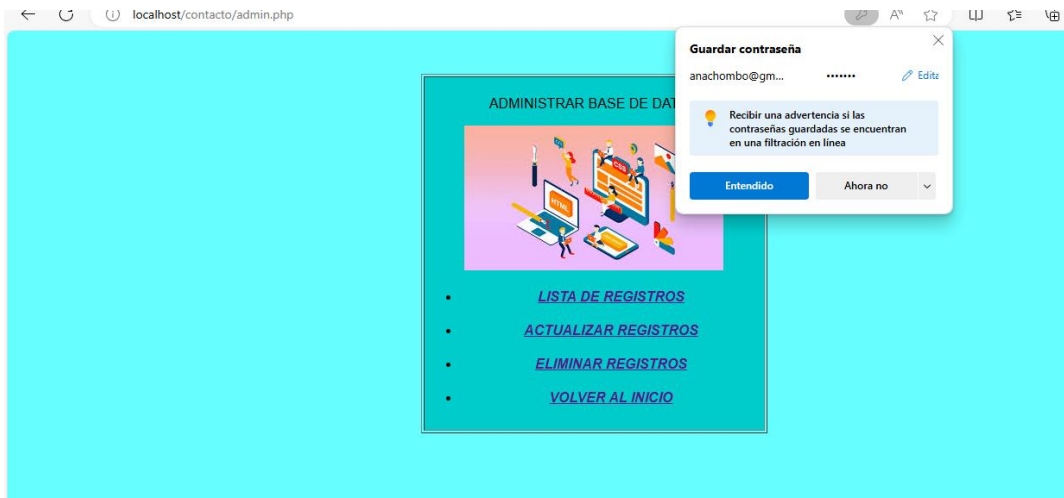 localhost/contacto/admin.php
Guardar contraseña
anachombo@gm... ••••••• Edita
Recibir una advertencia si las
contraseñas guardadas se encuentran
en una filtración en línea
Entendido Ahora no
ADMINISTRAR BASE DE DAT
CSS
HTML
• LISTA DE REGISTROS
• ACTUALIZAR REGISTROS
• ELIMINAR REGISTROS
• VOLVER AL INICIO